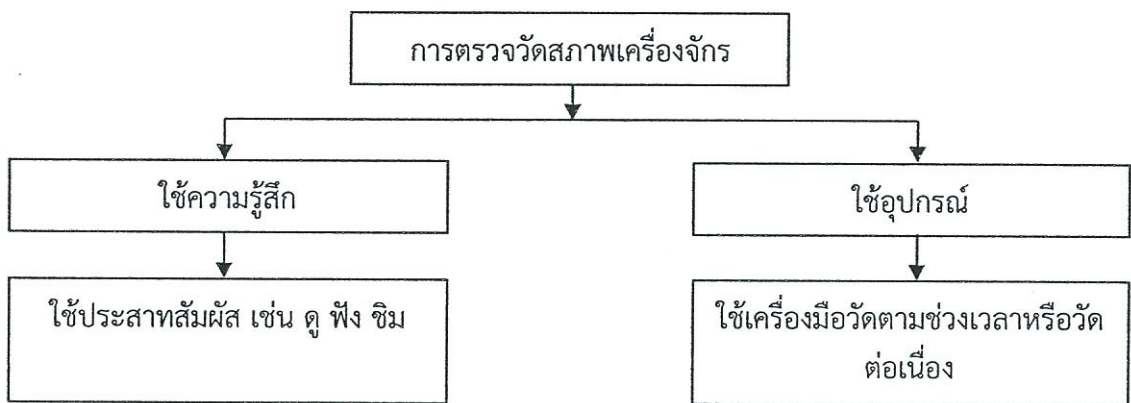 การตรวจวัดสภาพเครื่องจักร
ใช้ความรู้สึก
ใช้อุปกรณ์
ใช้ประสาทสัมผัส เช่น ดู ฟัง ชิม
ใช้เครื่องมือวัดตามช่วงเวลาหรือวัด
ต่อเนื่อง